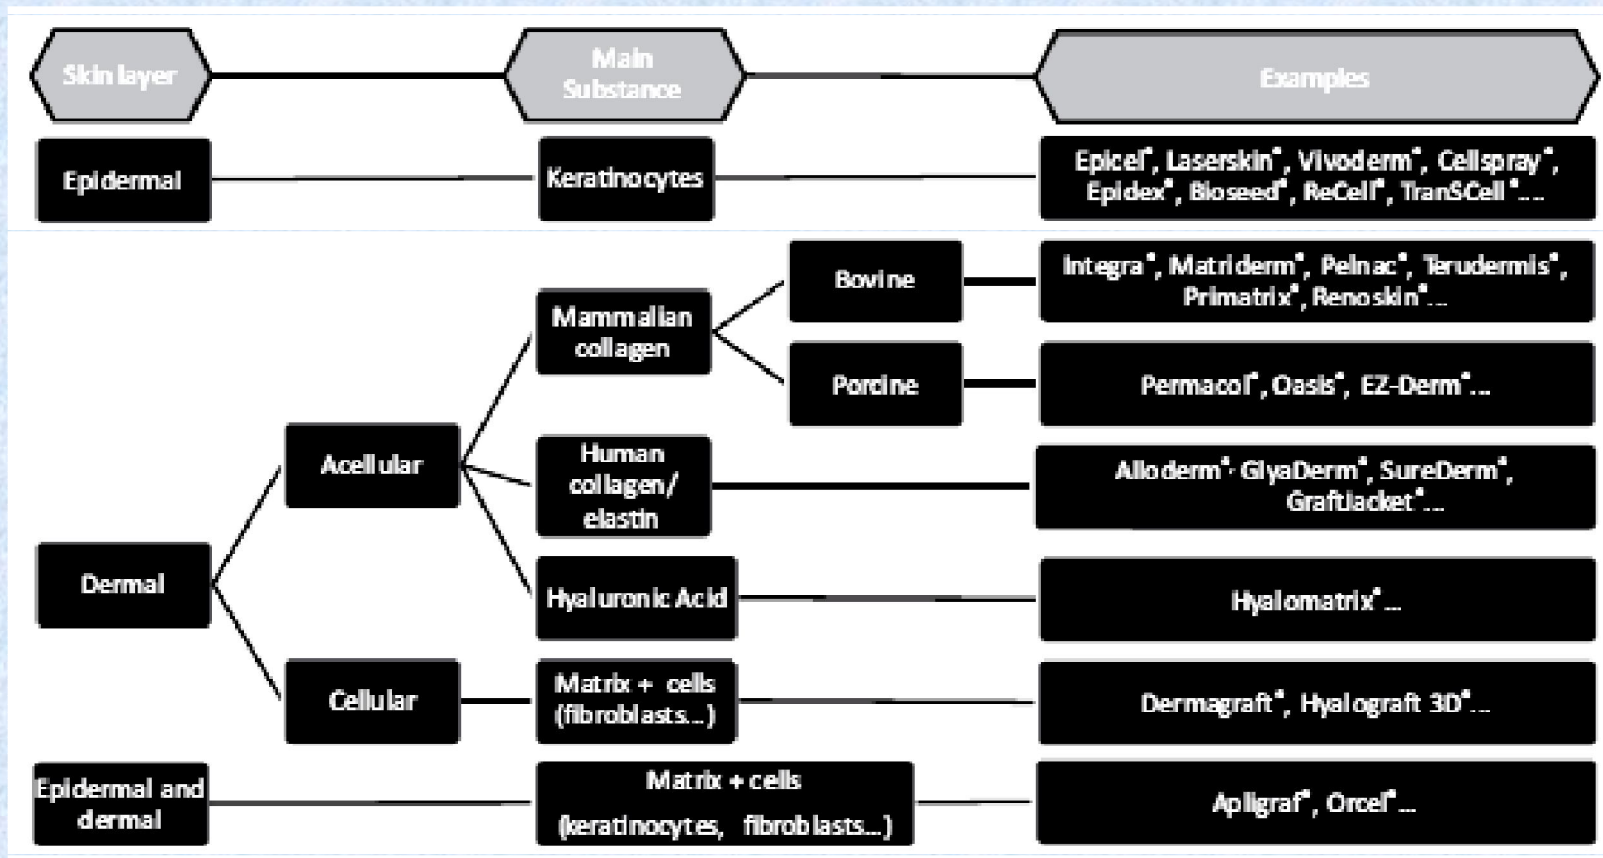 Skin layer
Main
Substance
Examples
Epidermal
Keratinocytes
Epicel®, Laserskin®, Vivoderm®, Cellspray®,
Epidex®, Bioseed®, ReCell®, TranSCell®....
Dermal
Acellular
Mammalian
collagen
Bovine
Integra®, Matriderm®, Pelnac®, Terudermis®,
Primatrix®, Renoskin®...
Porcine
Permacol®, Oasis®, EZ-Derm®...
Human
collagen/
elastin
Alloderm®· GlyaDerm®, SureDerm®,
GraftJacket®...
Hyaluronic Acid
Hyalomatrix®...
Cellular
Matrix + cells
(fibroblasts...)
Dermagraft®, Hyalograft 3D®...
Epidermal and
dermal
Matrix + cells
(keratinocytes, fibroblasts...)
Apligraf®, Orcel®...